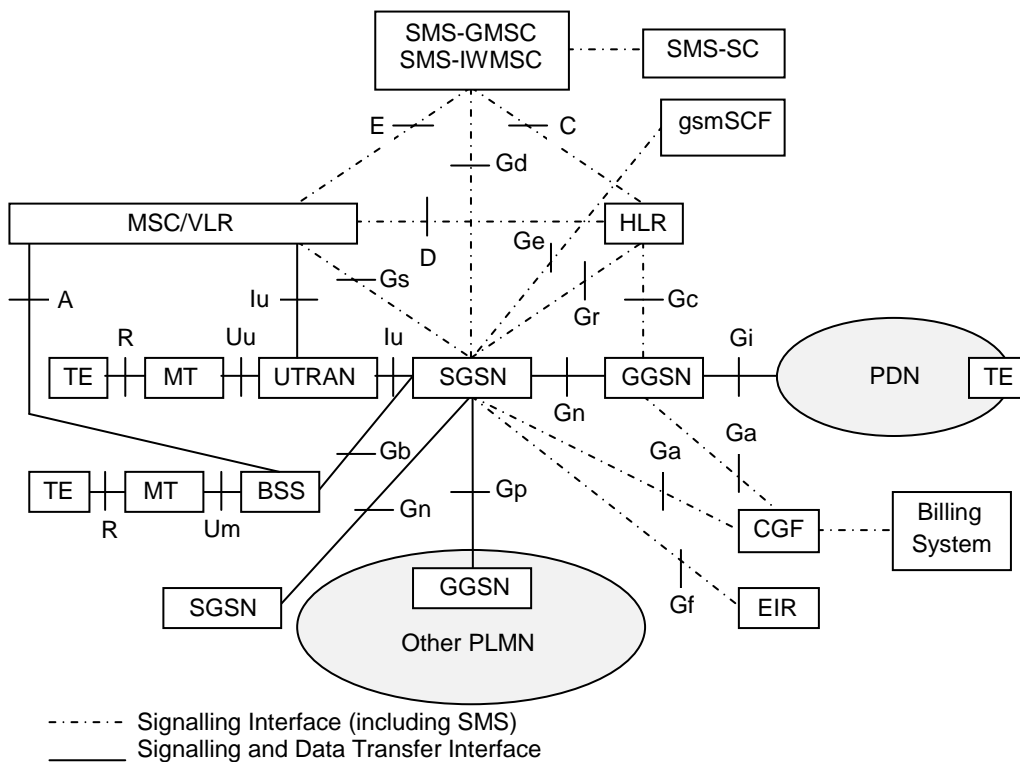 SMS-GMSC
SMS-IWMSC
SMS-SC
gsmSCF
E
C
Gd
MSC/VLR
HLR
D
Ge
Gs
Gr
Gc
A
Iu
R
Uu
Iu
Gi
TE
MT
UTRAN
SGSN
GGSN
PDN
TE
Gn
Ga
Ga
Gb
TE
MT
BSS
R
Um
Gn
Gp
CGF
Billing
System
SGSN
GGSN
Gf
EIR
Other PLMN
Signalling Interface (including SMS)
Signalling and Data Transfer Interface